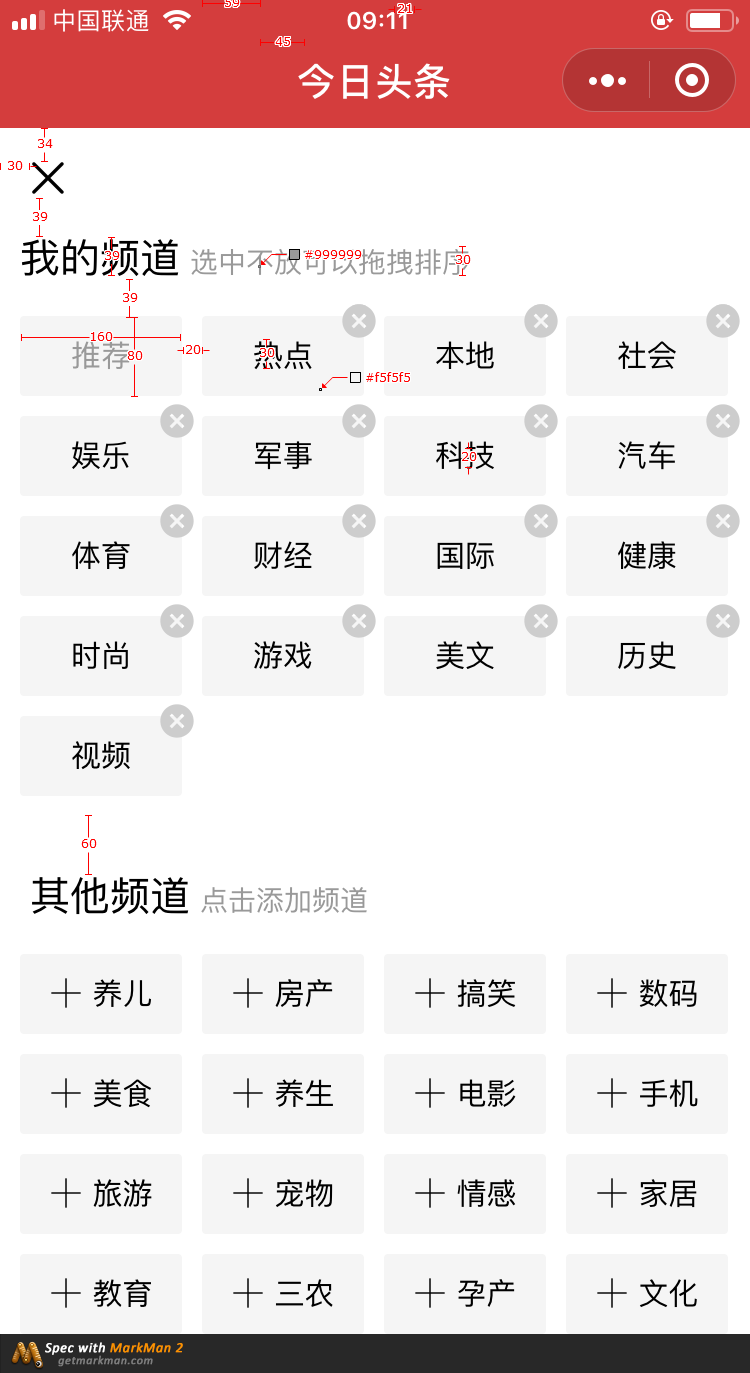 中国联通 09:11
59
21
45
今日头条
34
30
39
我的频道 选中不放可以拖拽排序
39
#999999
30
39
推荐 热点 本地 社会
160
80
20
30
#f5f5f5
娱乐 军事 科技 汽车
20
体育 财经 国际 健康
时尚 游戏 美文 历史
视频
60
其他频道 点击添加频道
养儿 房产 搞笑 数码
美食 养生 电影 手机
旅游 宠物 情感 家居
教育 三农 孕产 文化
Spec with MarkMan 2
getmarkman.com